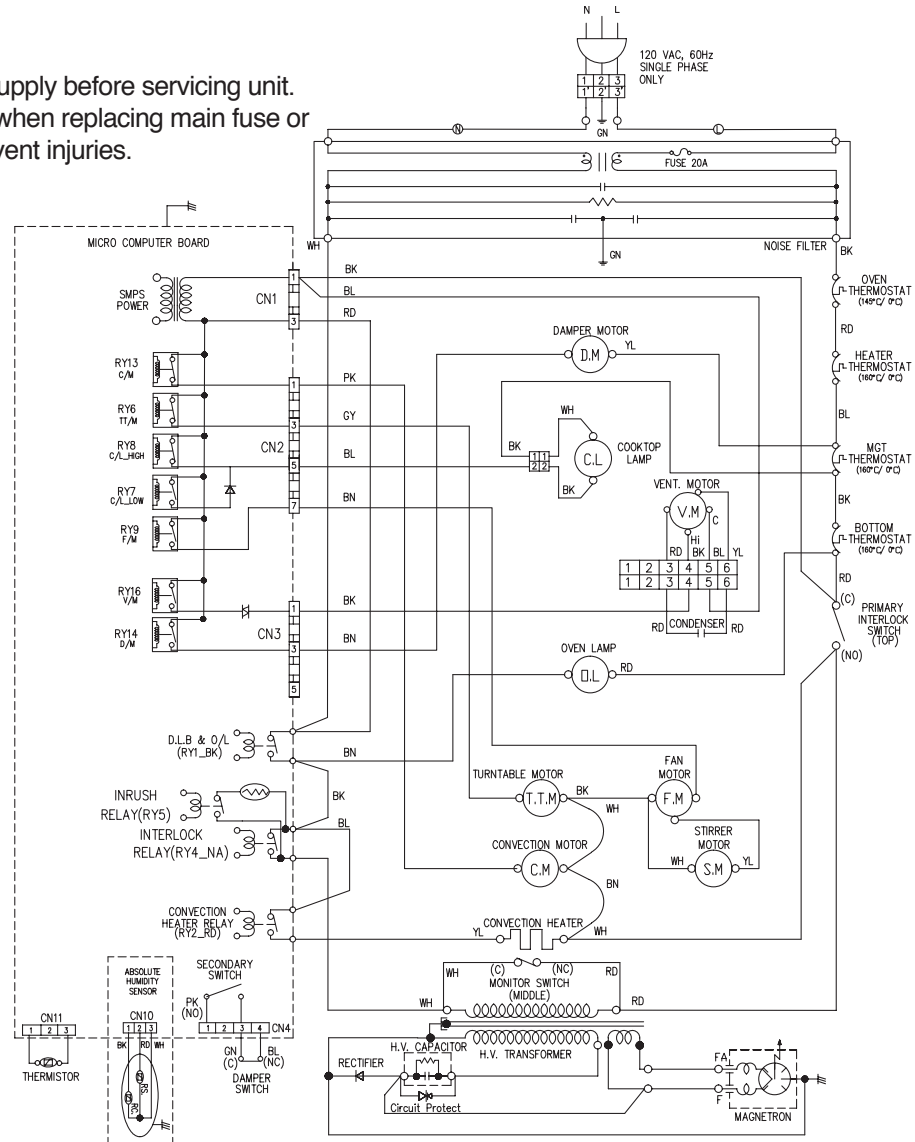 upply before servicing unit.
when replacing main fuse or
vent injuries.
N L
120 VAC, 60Hz
SINGLE PHASE
ONLY
1 2 3
1' 2' 3'
GN
N L
FUSE 20A
WH
GN
NOISE FILTER
BK
MICRO COMPUTER BOARD
SMPS
POWER
CN1
1
3
BK
BL
RD
RY13
C/M
RY6
TT/M
RY8
C/L_HIGH
RY7
C/L_LOW
RY9
F/M
RY16
V/M
RY14
D/M
CN2
1
3
5
7
PK
GY
BL
BN
CN3
1
3
5
BK
BN
DAMPER MOTOR
D.M
YL
WH
BK
1 1
2 2
C.L
COOKTOP
LAMP
BK
VENT. MOTOR
V.M
C
Hi
RD BK BL YL
1 2 3 4 5 6
1 2 3 4 5 6
RD CONDENSER RD
OVEN LAMP
O.L
RD
OVEN
THERMOSTAT
(145°C/ 0°C)
RD
HEATER
THERMOSTAT
(160°C/ 0°C)
BL
MGT
THERMOSTAT
(160°C/ 0°C)
BK
BOTTOM
THERMOSTAT
(160°C/ 0°C)
RD
(C)
PRIMARY
INTERLOCK
SWITCH
(TOP)
(NO)
D.L.B & O/L
(RY1_BK)
BN
INRUSH
RELAY(RY5)
BK
BL
INTERLOCK
RELAY(RY4_NA)
CONVECTION
HEATER RELAY
(RY2_RD)
TURNTABLE MOTOR
T.T.M
BK
WH
FAN
MOTOR
F.M
STIRRER
MOTOR
WH
S.M
YL
CONVECTION MOTOR
C.M
BN
CONVECTION HEATER
YL
WH
WH
(C) (NC)
RD
MONITOR SWITCH
(MIDDLE)
WH
RD
H.V. CAPACITOR
H.V. TRANSFORMER
RECTIFIER
Circuit Protect
FA
F
MAGNETRON
ABSOLUTE
HUMIDITY
SENSOR
CN10
1 2 3
BK RD WH
RS.
RC.
SECONDARY
SWITCH
PK
(NO)
1 2 3 4
CN4
GN
(C)
BL
(NC)
DAMPER
SWITCH
CN11
1 2 3
THERMISTOR